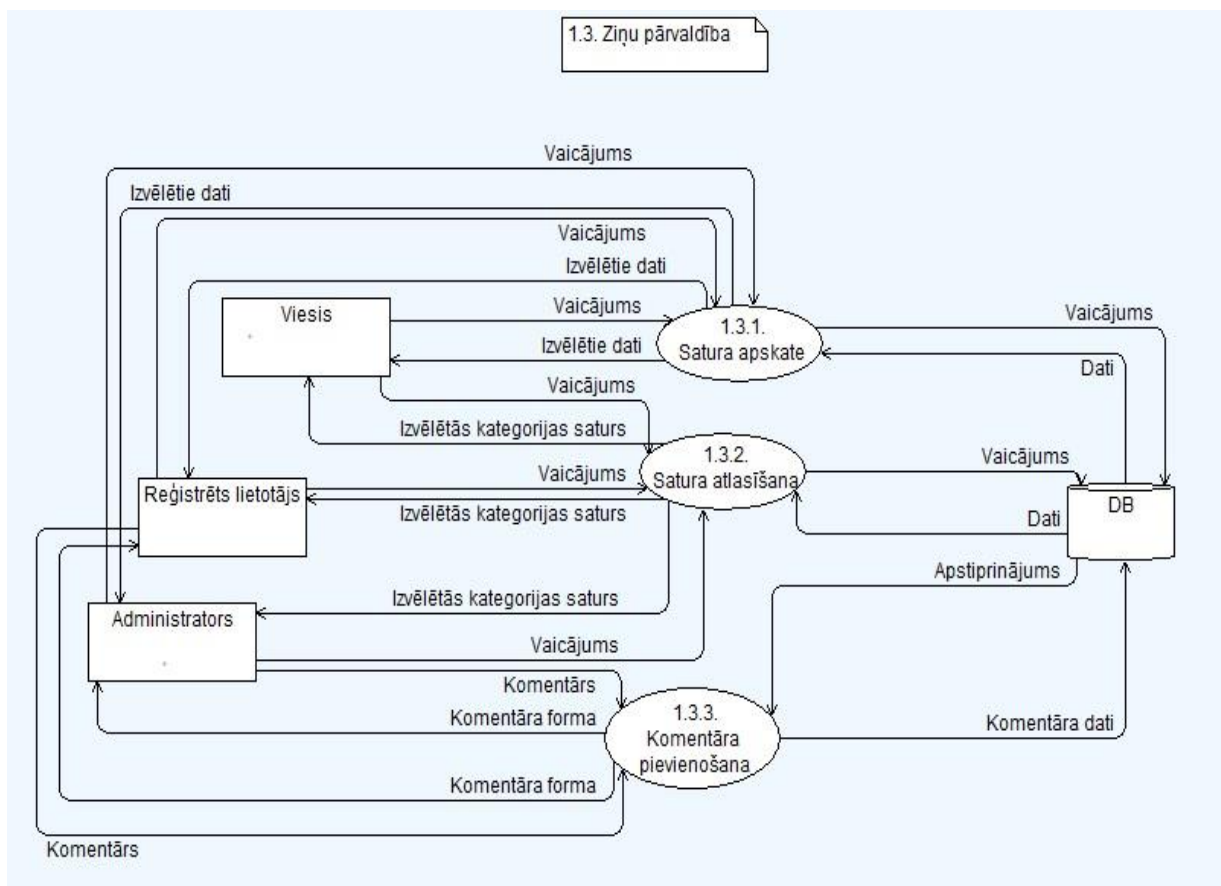 1.3. Ziņu pārvaldība
Vaicājums
Izvēlētie dati
Vaicājums
Izvēlētie dati
Viesis
Vaicājums
1.3.1.
Satura apskate
Vaicājums
Izvēlētie dati
Dati
Vaicājums
Izvēlētās kategorijas saturs
1.3.2.
Satura atlasīšana
Vaicājums
Vaicājums
Reģistrēts lietotājs
Izvēlētās kategorijas saturs
DB
Dati
Apstiprinājums
Izvēlētās kategorijas saturs
Administrators
Vaicājums
Komentārs
Komentāra forma
1.3.3.
Komentāra
pievienošana
Komentāra dati
Komentāra forma
Komentārs